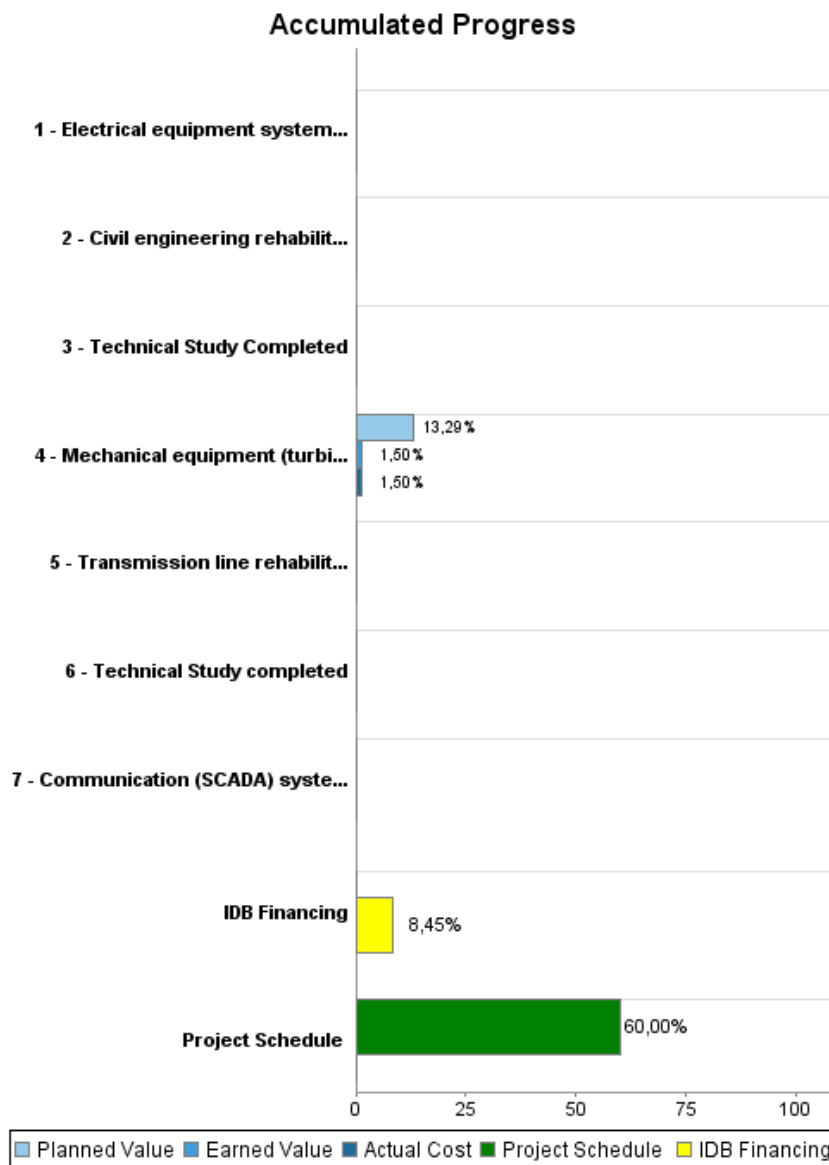 Accumulated Progress
1 - Electrical equipment system...
2 - Civil engineering rehabilit...
3 - Technical Study Completed
13,29%
4 - Mechanical equipment (turbi...
1,50%
1,50%
5 - Transmission line rehabilit...
6 - Technical Study completed
7 - Communication (SCADA) syste...
IDB Financing
8,45%
Project Schedule
60,00%
0 25 50 75 100
Planned Value Earned Value Actual Cost Project Schedule IDB Financing